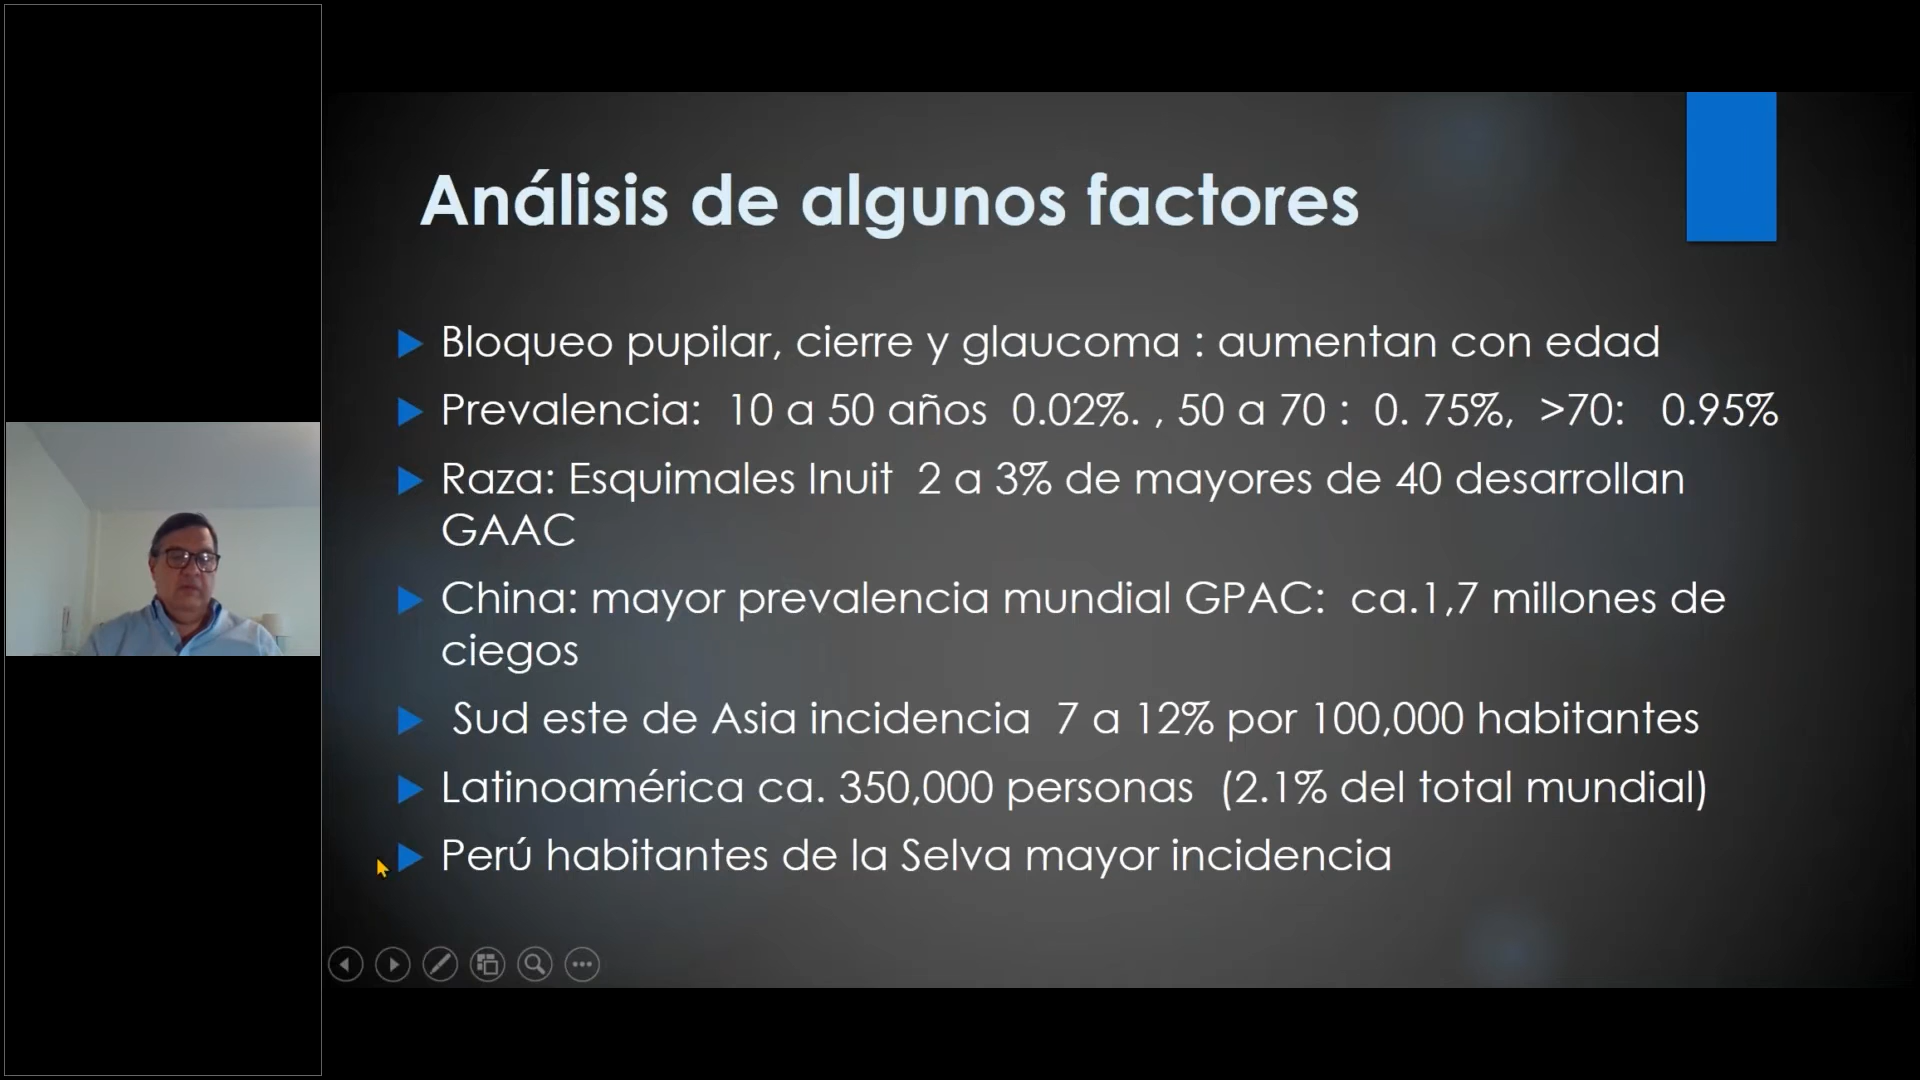 Análisis de algunos factores
Bloqueo pupilar, cierre y glaucoma : aumentan con edad
Prevalencia: 10 a 50 años 0.02%. , 50 a 70 : 0. 75%, >70: 0.95%
Raza: Esquimales Inuit 2 a 3% de mayores de 40 desarrollan
GAAC
China: mayor prevalencia mundial GPAC: ca.1,7 millones de
ciegos
Sud este de Asia incidencia 7 a 12% por 100,000 habitantes
Latinoamérica ca. 350,000 personas (2.1% del total mundial)
Perú habitantes de la Selva mayor incidencia